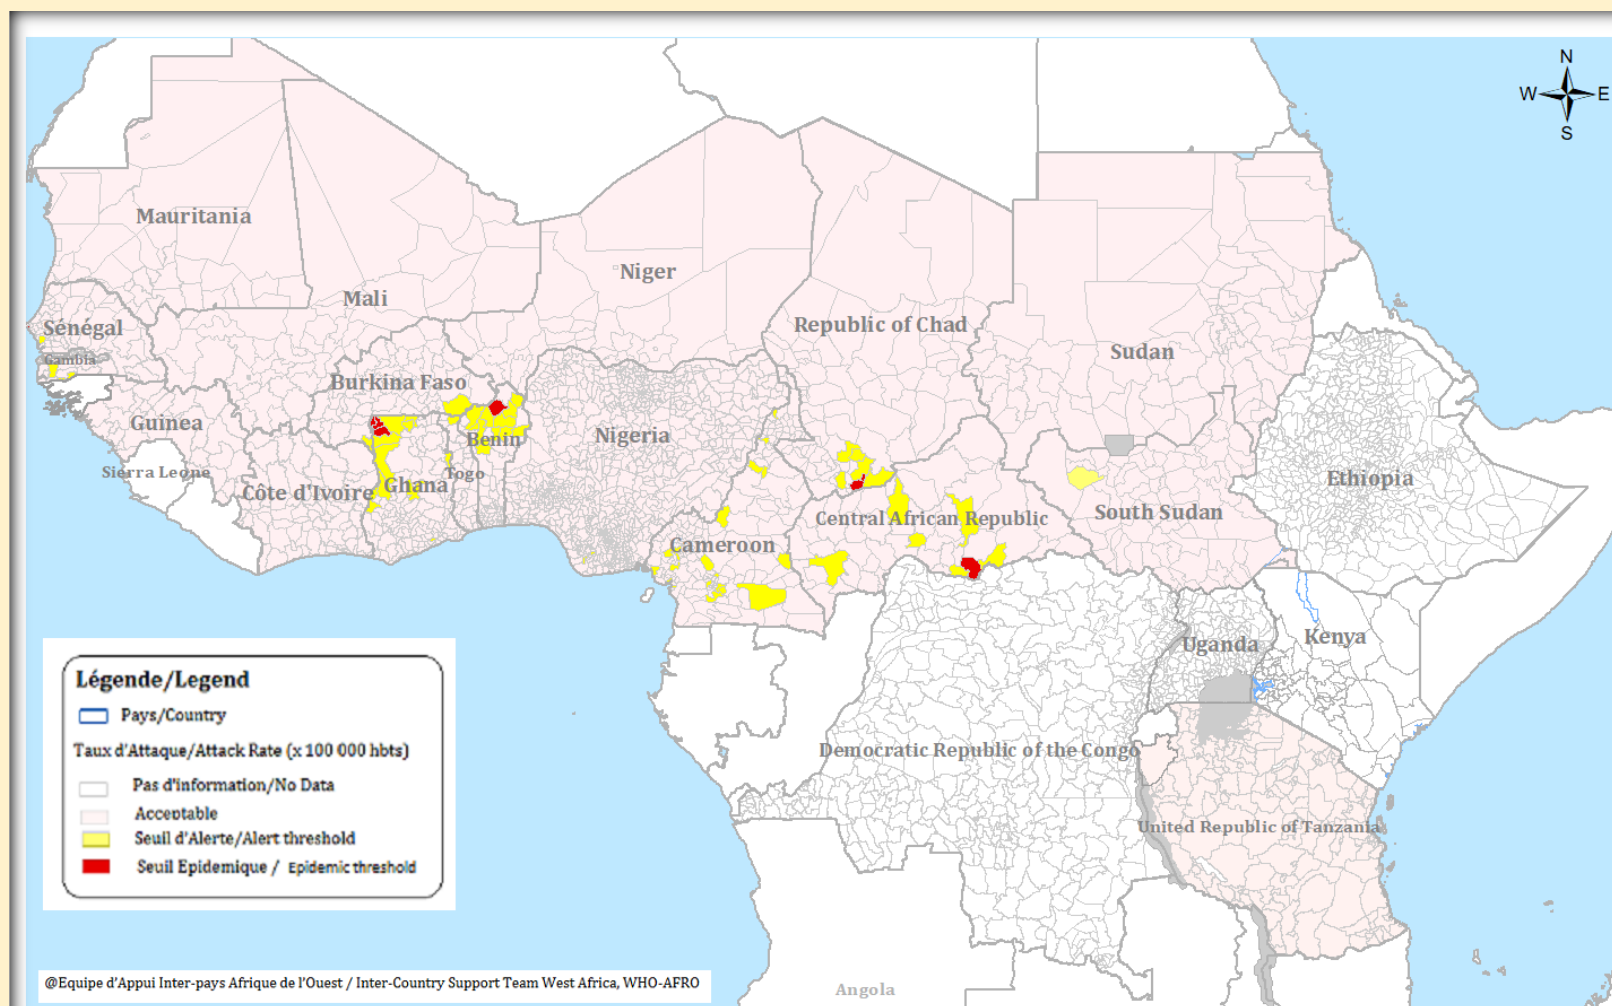 N
W E
S
Mauritania
Niger
Mali
Sénégal
Republic of Chad
Sudan
Gambia
Burkina Faso
Guinea
Benin
Nigeria
Sierra Leone
Togo
Côte d'Ivoire
Ghana
Ethiopia
Central African Republic
South Sudan
Cameroon
Uganda
Kenya
Democratic Republic of the Congo
United Republic of Tanzania
Angola
Légende/Legend
Pays/Country
Taux d'Attaque/Attack Rate (x 100 000 hbts)
Pas d'information/No Data
Acceptable
Seuil d'Alerte/Alert threshold
Seuil Epidemique / Epidemic threshold
@Equipe d'Appui Inter-pays Afrique de l'Ouest / Inter-Country Support Team West Africa, WHO-AFRO